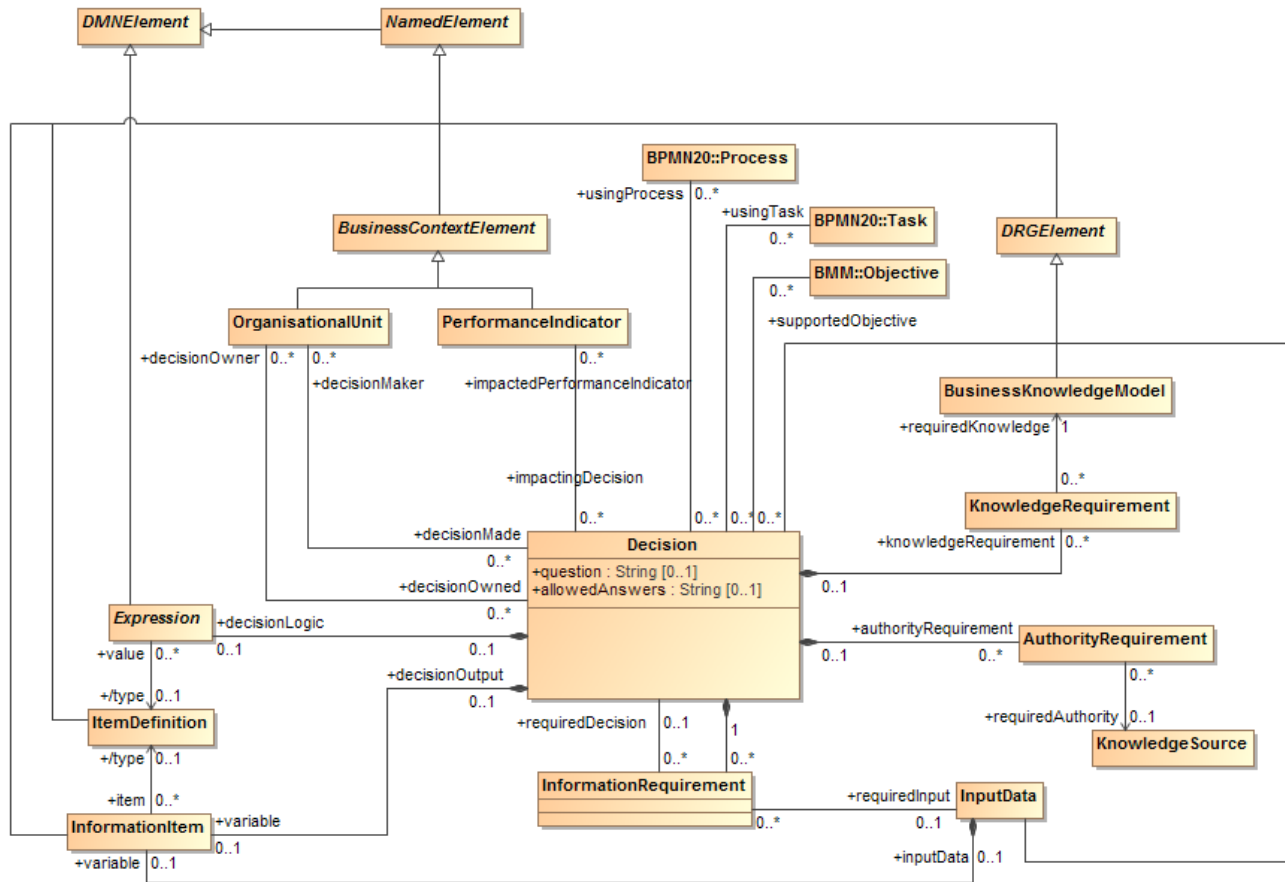 DMNElement
NamedElement
BPMN20::Process
+usingProcess 0..*
+usingTask
BPMN20::Task
0..*
BusinessContextElement
DRGElement
BMM::Objective
0..*
OrganisationalUnit
PerformanceIndicator
+supportedObjective
+decisionOwner 0..* 0..*
0..*
+decisionMaker
+impactedPerformanceIndicator
BusinessKnowledgeModel
+requiredKnowledge 1
+impactingDecision
0..*
0..*
0..* 0..* 0..*
KnowledgeRequirement
+decisionMade
0..*
Decision
+knowledgeRequirement 0..*
+question : String [0..1]
+allowedAnswers : String [0..1]
0..1
+decisionOwned
0..*
Expression
+decisionLogic
0..1
0..1
+authorityRequirement
0..1
0..*
AuthorityRequirement
+value 0..*
+decisionOutput
0..1
0..*
+/type 0..1
ItemDefinition
+requiredDecision 0..1
1
+requiredAuthority 0..1
KnowledgeSource
+/type 0..1
0..*
0..*
+item 0..*
InformationRequirement
+requiredInput
InputData
InformationItem
+variable
0..1
0..*
0..1
+variable 0..1
+inputData 0..1